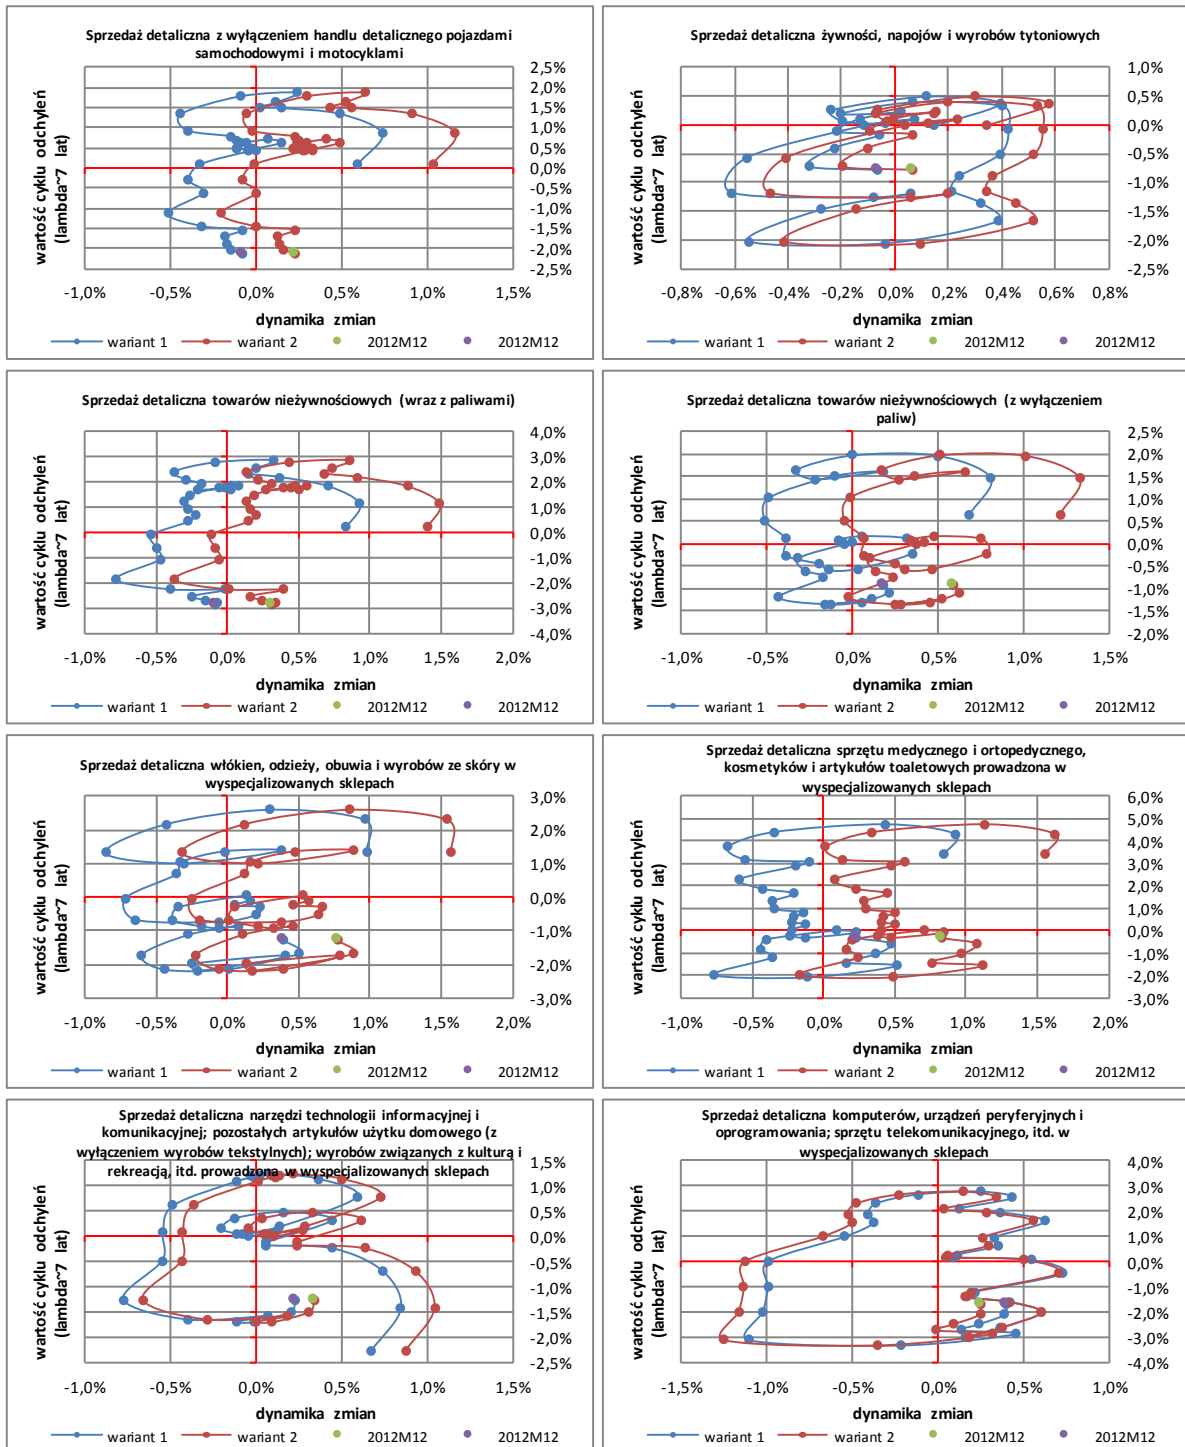 Sprzedaż detaliczna z wyłączeniem handlu detalicznego pojazdami
samochodowymi i motocyklami
wartość cyklu odchyleń
(lambda~7 lat)
2,5%
2,0%
1,5%
1,0%
0,5%
0,0%
-0,5%
-1,0%
-1,5%
-2,0%
-2,5%
-1,0% -0,5% 0,0% 0,5% 1,0% 1,5%
dynamika zmian
wariant 1 wariant 2 2012M12 2012M12
Sprzedaż detaliczna żywności, napojów i wyrobów tytoniowych
wartość cyklu odchyleń
(lambda~7 lat)
1,0%
0,5%
0,0%
-0,5%
-1,0%
-1,5%
-2,0%
-2,5%
-0,8% -0,6% -0,4% -0,2% 0,0% 0,2% 0,4% 0,6% 0,8%
dynamika zmian
wariant 1 wariant 2 2012M12 2012M12
Sprzedaż detaliczna towarów nieżywnościowych (wraz z paliwami)
wartość cyklu odchyleń
(lambda~7 lat)
4,0%
3,0%
2,0%
1,0%
0,0%
-1,0%
-2,0%
-3,0%
-4,0%
-1,0% -0,5% 0,0% 0,5% 1,0% 1,5% 2,0%
dynamika zmian
wariant 1 wariant 2 2012M12 2012M12
Sprzedaż detaliczna towarów nieżywnościowych (z wyłączeniem
paliw)
wartość cyklu odchyleń
(lambda~7 lat)
2,5%
2,0%
1,5%
1,0%
0,5%
0,0%
-0,5%
-1,0%
-1,5%
-2,0%
-1,0% -0,5% 0,0% 0,5% 1,0% 1,5%
dynamika zmian
wariant 1 wariant 2 2012M12 2012M12
Sprzedaż detaliczna włókien, odzieży, obuwia i wyrobów ze skóry w
wyspecjalizowanych sklepach
wartość cyklu odchyleń
(lambda~7 lat)
3,0%
2,0%
1,0%
0,0%
-1,0%
-2,0%
-3,0%
-1,0% -0,5% 0,0% 0,5% 1,0% 1,5% 2,0%
dynamika zmian
wariant 1 wariant 2 2012M12 2012M12
Sprzedaż detaliczna sprzętu medycznego i ortopedycznego,
kosmetyków i artykułów toaletowych prowadzona w
wyspecjalizowanych sklepach
wartość cyklu odchyleń
(lambda~7 lat)
6,0%
5,0%
4,0%
3,0%
2,0%
1,0%
0,0%
-1,0%
-2,0%
-3,0%
-1,0% -0,5% 0,0% 0,5% 1,0% 1,5% 2,0%
dynamika zmian
wariant 1 wariant 2 2012M12 2012M12
Sprzedaż detaliczna narzędzi technologii informacyjnej i
komunikacyjnej; pozostałych artykułów użytku domowego (z
wyłączeniem wyrobów tekstylnych); wyrobów związanych z kulturą i
rekreacją, itd. prowadzona w wyspecjalizowanych sklepach
wartość cyklu odchyleń
(lambda~7 lat)
1,5%
1,0%
0,5%
0,0%
-0,5%
-1,0%
-1,5%
-2,0%
-2,5%
-1,0% -0,5% 0,0% 0,5% 1,0% 1,5%
dynamika zmian
wariant 1 wariant 2 2012M12 2012M12
Sprzedaż detaliczna komputerów, urządzeń peryferyjnych i
oprogramowania; sprzętu telekomunikacyjnego, itd. w
wyspecjalizowanych sklepach
wartość cyklu odchyleń
(lambda~7 lat)
4,0%
3,0%
2,0%
1,0%
0,0%
-1,0%
-2,0%
-3,0%
-4,0%
-1,5% -1,0% -0,5% 0,0% 0,5% 1,0%
dynamika zmian
wariant 1 wariant 2 2012M12 2012M12